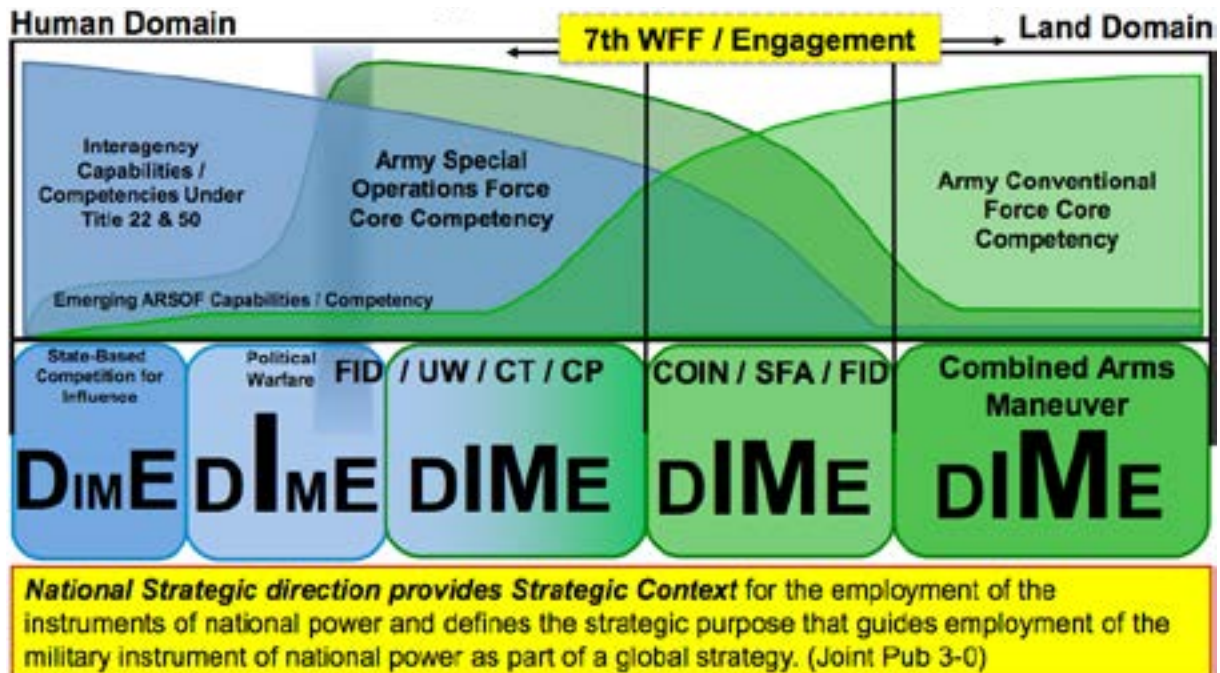 Human Domain
7th WFF / Engagement
Land Domain
Interagency
Capabilities /
Competencies Under
Title 22 & 50
Army Special
Operations Force
Core Competency
Army Conventional
Force Core
Competency
Emerging ARSOF Capabilities / Competency
State-Based
Competition for
Influence
Political
Warfare
FID / UW / CT / CP
COIN / SFA / FID
Combined Arms
Maneuver
DIME
DIME
DIME
DIME
DIME
National Strategic direction provides Strategic Context for the employment of the
instruments of national power and defines the strategic purpose that guides employment of the
military instrument of national power as part of a global strategy. (Joint Pub 3-0)